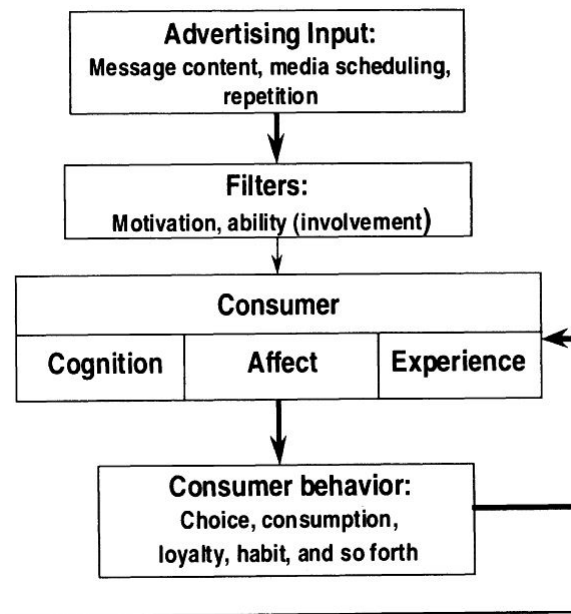 Advertising Input:
Message content, media scheduling,
repetition
Filters:
Motivation, ability (involvement)
Consumer
Cognition
Affect
Experience
Consumer behavior:
Choice, consumption,
loyalty, habit, and so forth